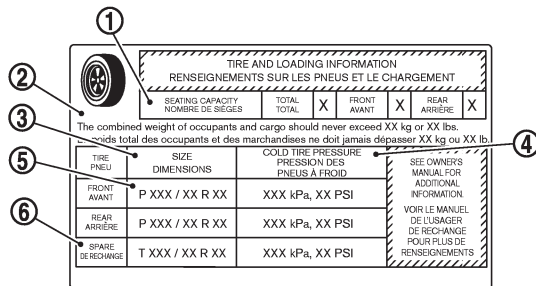 1
TIRE AND LOADING INFORMATION
RENSEIGNEMENTS SUR LES PNEUS ET LE CHARGEMENT
2
SEATING CAPACITY
NOMBRE DE SIÈGES
TOTAL
TOTAL
X
FRONT
AVANT
X
REAR
ARRIÈRE
X
3
The combined weight of occupants and cargo should never exceed XX kg or XX lbs.
poids total des occupants et des marchandises ne doit jamais dépasser XX kg ou XX lb.
4
TIRE
PNEU
SIZE
DIMENSIONS
COLD TIRE PRESSURE
PRESSION DES
PNEUS À FROID
SEE OWNER'S
MANUAL FOR
ADDITIONAL
INFORMATION.
VOIR LE MANUEL
DE L'USAGER
DE RECHANGE
POUR PLUS DE
RENSEIGNEMENTS
5
FRONT
AVANT
P XXX / XX R XX
XXX kPa, XX PSI
REAR
ARRIÈRE
P XXX / XX R XX
XXX kPa, XX PSI
6
SPARE
DE RECHANGE
T XXX / XX R XX
XXX kPa, XX PSI